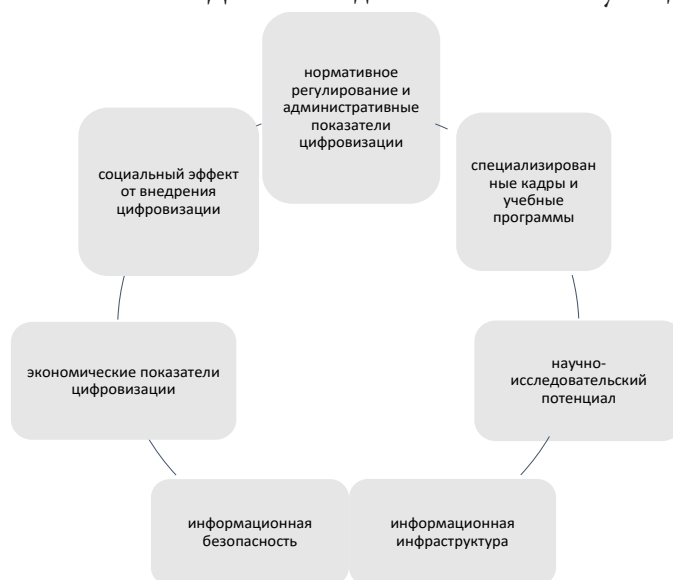 нормативное
регулирование и
административные
показатели
цифровизации
специализирован
ные кадры и
учебные
программы
научно-
исследовательский
потенциал
информационная
инфраструктура
информационная
безопасность
экономические показатели
цифровизации
социальный эффект
от внедрения
цифровизации